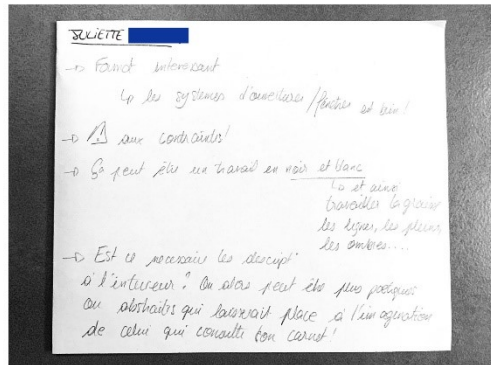 JULIETTE
→ Format intéressant
↳ les systèmes d'ouvertures/fenêtres est bien!
→ ⚠ aux contraintes!
→ Ça peut être un travail en noir et blanc
↳ et ainsi
travailler la gravure
les lignes, les pleins
les ombres....
→ Est ce nécessaire les descript°
à l'intérieur? Ou alors peut être plus poétiques
ou abstraites qui laisserait place à l'imagination
de celui qui consulte ton carnet!